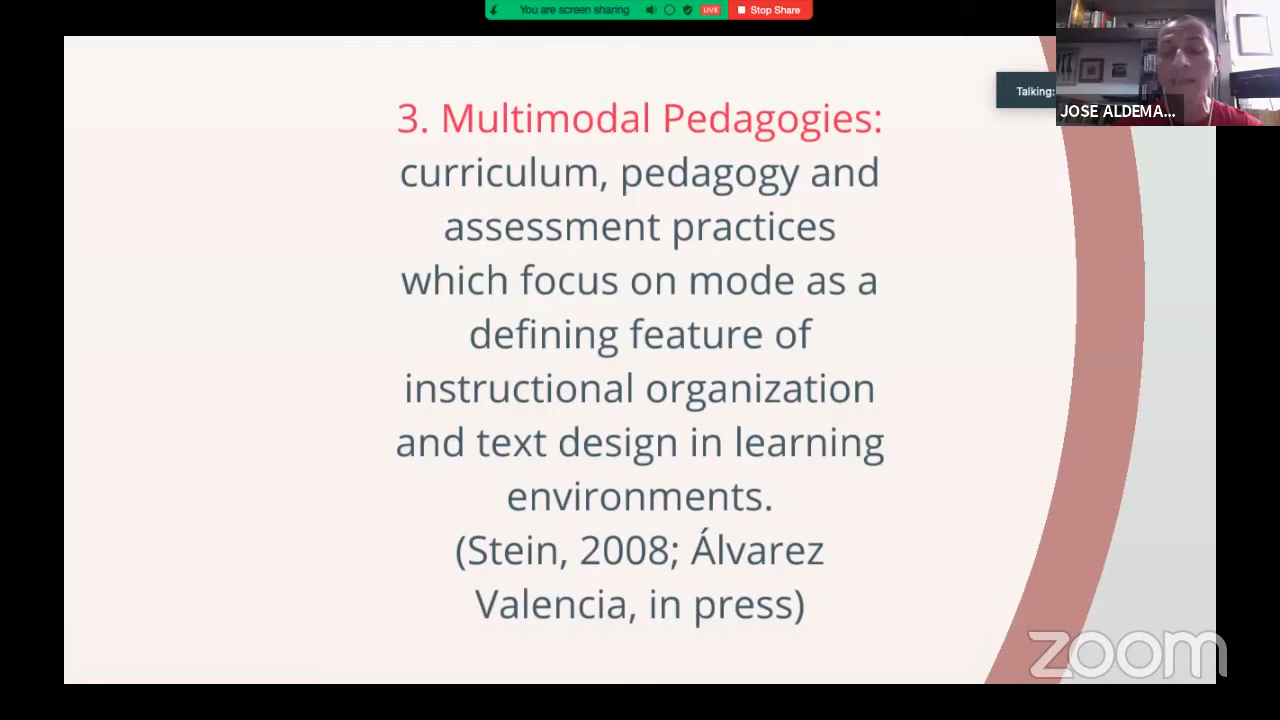 You are screen sharing LIVE Stop Share
Talking:
JOSE ALDEMA...
3. Multimodal Pedagogies:
curriculum, pedagogy and
assessment practices
which focus on mode as a
defining feature of
instructional organization
and text design in learning
environments.
(Stein, 2008; Álvarez
Valencia, in press)
zoom